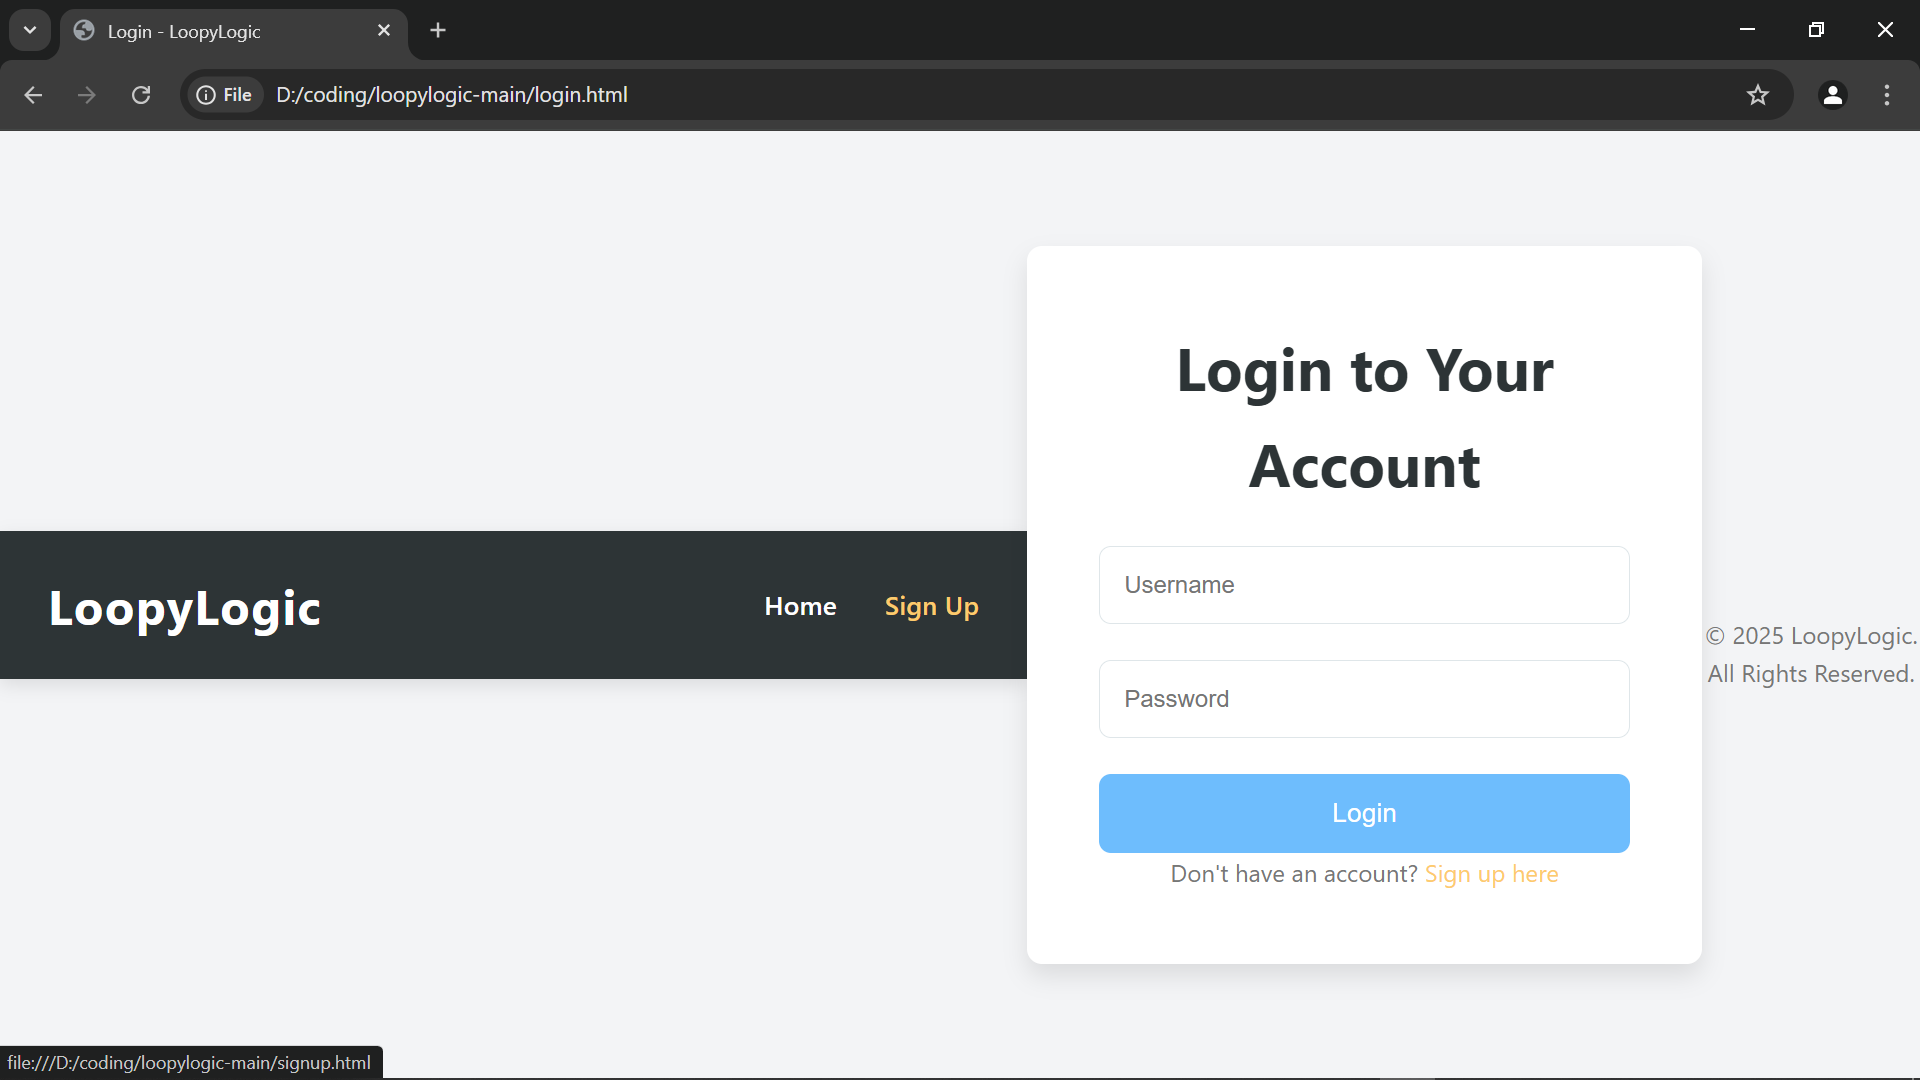 Login - LoopyLogic
File
D:/coding/loopylogic-main/login.html
LoopyLogic
Home
Sign Up
Login to Your
Account
Username
Password
Login
Don't have an account? Sign up here
© 2025 LoopyLogic.
All Rights Reserved.
file:///D:/coding/loopylogic-main/signup.html